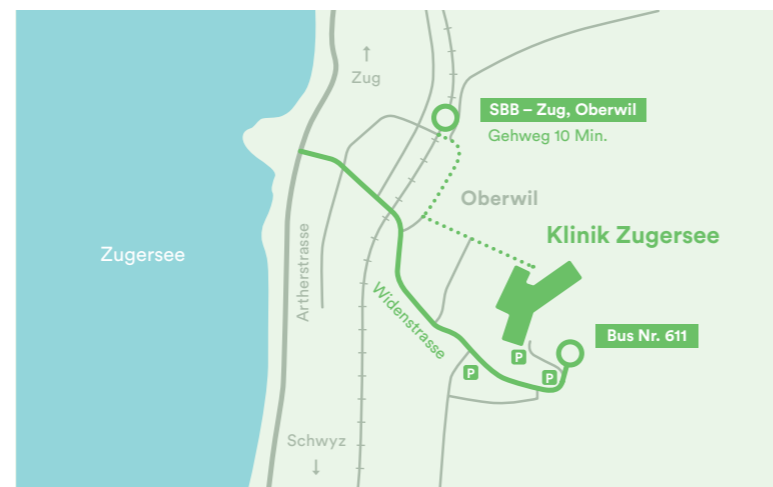 Zug
SBB – Zug, Oberwil
Gehweg 10 Min.
Oberwil
Klinik Zugersee
Zugersee
Artherstrasse
Widenstrasse
Bus Nr. 611
P
P
P
Schwyz